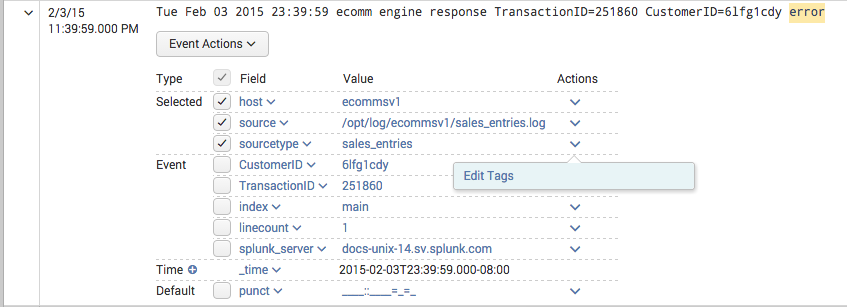 2/3/15 Tue Feb 03 2015 23:39:59 ecomm engine response TransactionID=251860 CustomerID=6lfg1cdy error
11:39:59.000 PM
Event Actions
Type Field Value Actions
Selected host ecommsv1
source /opt/log/ecommsv1/sales_entries.log
sourcetype sales_entries
Event CustomerID 6lfg1cdy
Edit Tags
TransactionID 251860
index main
linecount 1
splunk_server docs-unix-14.sv.splunk.com
Time _time 2015-02-03T23:39:59.000-08:00
Default punct ____::____=_=_